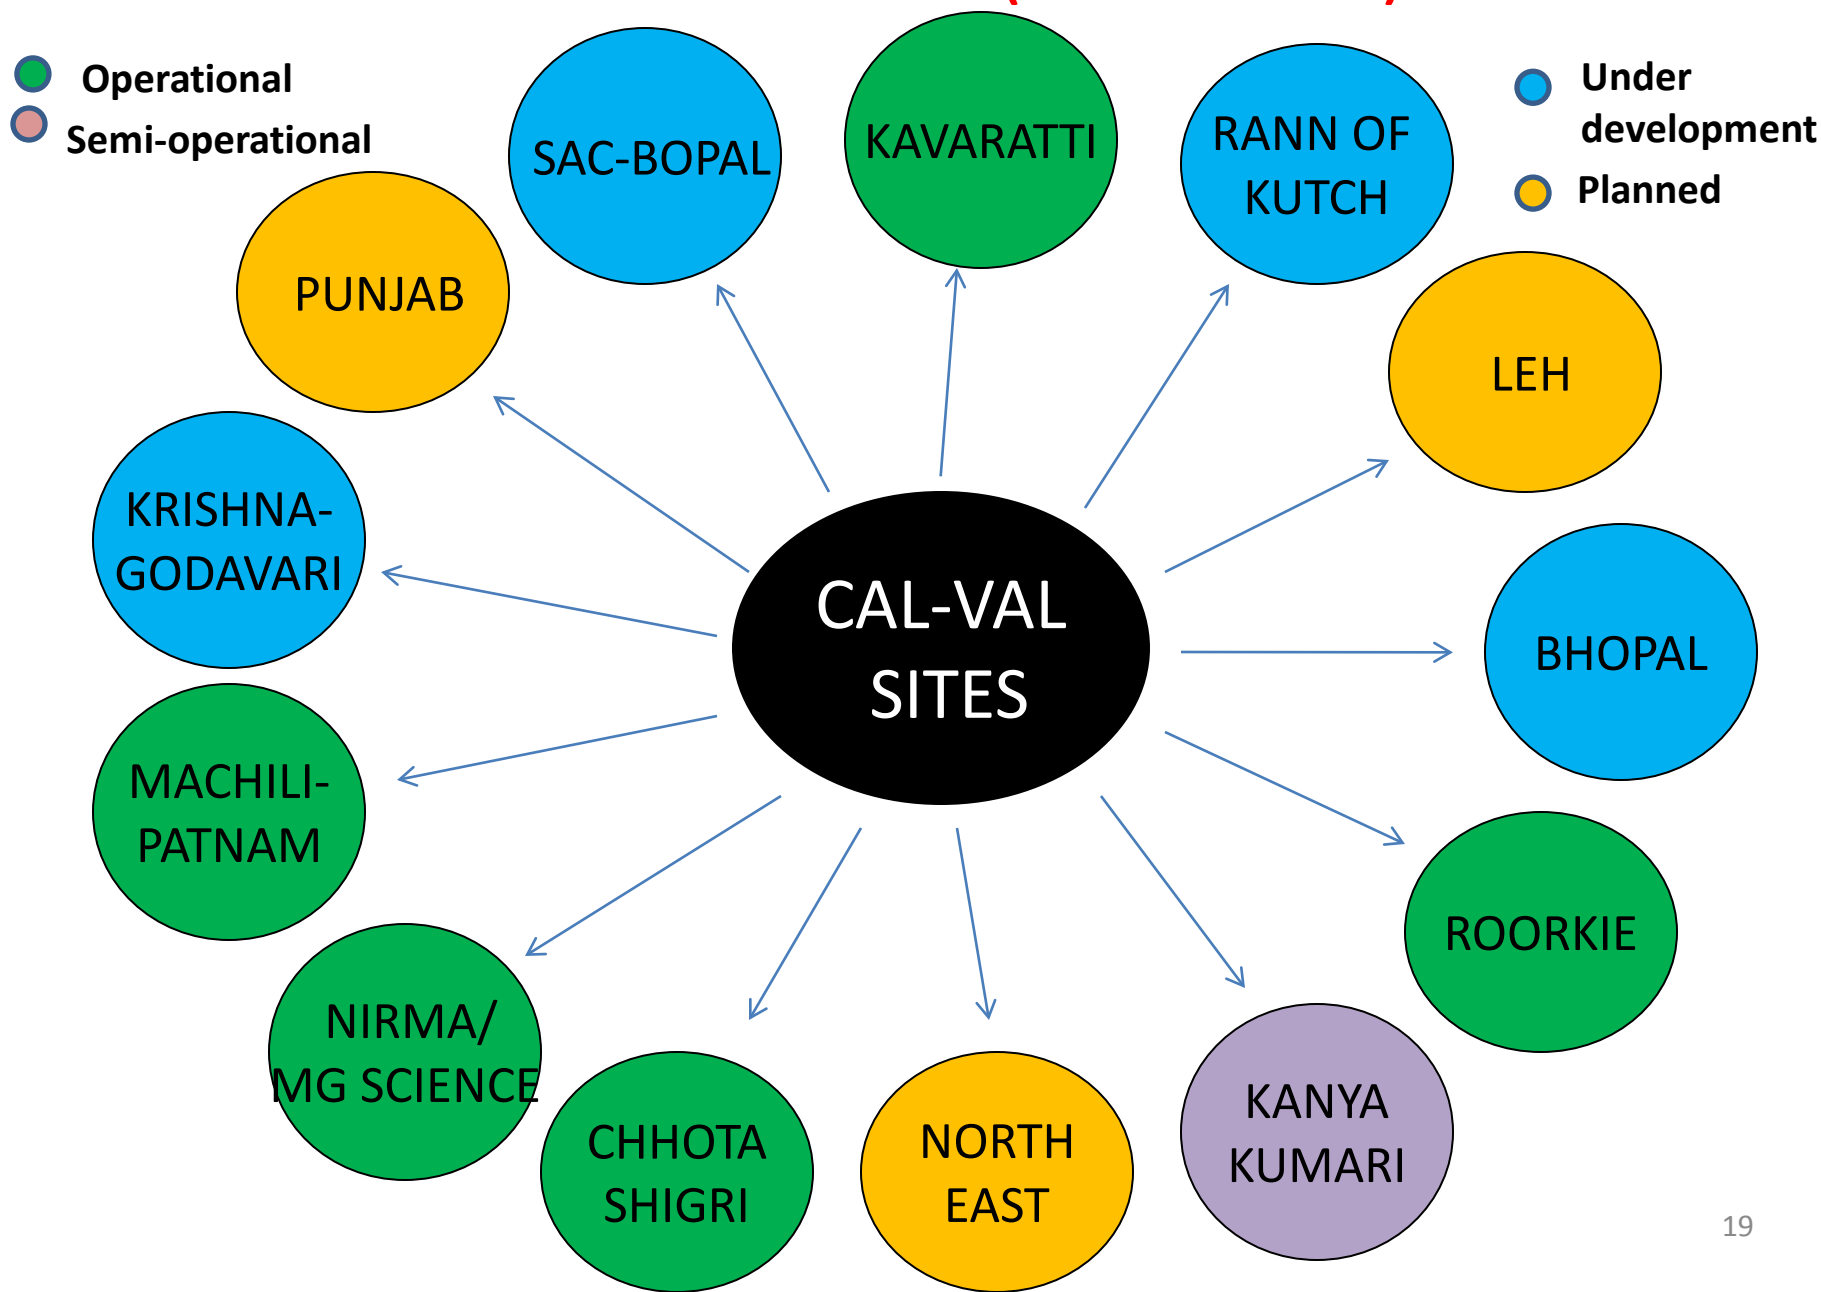 Operational
Semi-operational
Under
development
Planned
SAC-BOPAL
KAVARATTI
RANN OF
KUTCH
PUNJAB
LEH
KRISHNA-
GODAVARI
CAL-VAL
SITES
BHOPAL
MACHILI-
PATNAM
ROORKIE
NIRMA/
MG SCIENCE
CHHOTA
SHIGRI
NORTH
EAST
KANYA
KUMARI
19